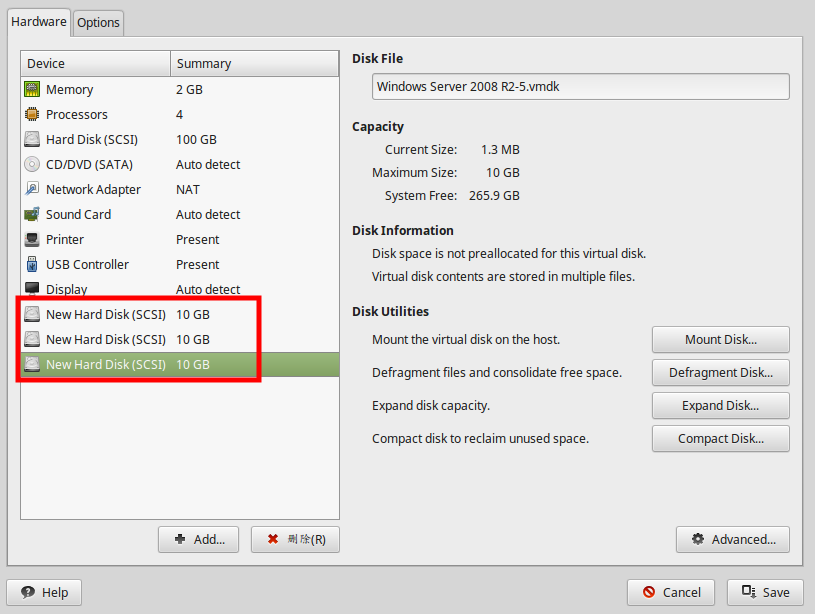 Hardware
Options
Device Summary
Memory 2 GB
Processors 4
Hard Disk (SCSI) 100 GB
CD/DVD (SATA) Auto detect
Network Adapter NAT
Sound Card Auto detect
Printer Present
USB Controller Present
Display Auto detect
New Hard Disk (SCSI) 10 GB
New Hard Disk (SCSI) 10 GB
New Hard Disk (SCSI) 10 GB
Add...
删除(R)
Disk File
Windows Server 2008 R2-5.vmdk
Capacity
Current Size: 1.3 MB
Maximum Size: 10 GB
System Free: 265.9 GB
Disk Information
Disk space is not preallocated for this virtual disk.
Virtual disk contents are stored in multiple files.
Disk Utilities
Mount the virtual disk on the host. Mount Disk...
Defragment files and consolidate free space. Defragment Disk...
Expand disk capacity. Expand Disk...
Compact disk to reclaim unused space. Compact Disk...
Advanced...
Help
Cancel
Save